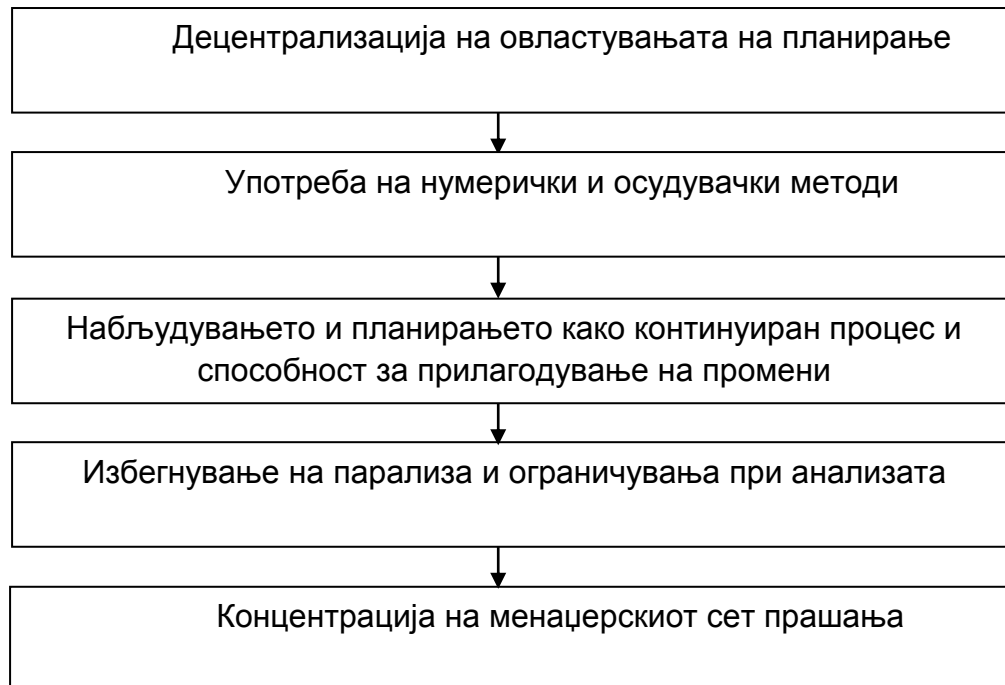 Децентрализација на овластувањата на планирање
Употреба на нумерички и осудувачки методи
Набљудувањето и планирањето како континуиран процес и
способност за прилагодување на промени
Избегнување на парализа и ограничувања при анализата
Концентрација на менаџерскиот сет прашања